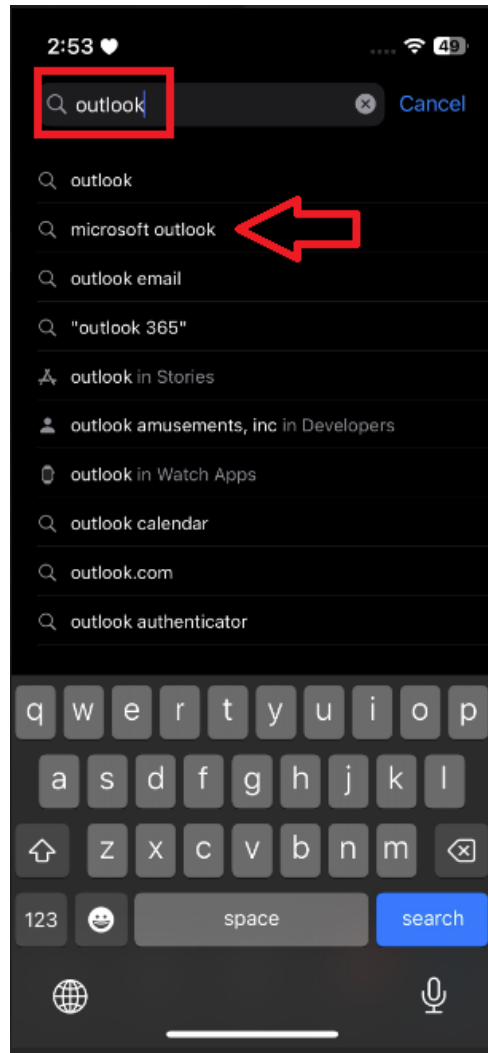 2:53
49
outlook
Cancel
outlook
microsoft outlook
outlook email
"outlook 365"
outlook in Stories
outlook amusements, inc in Developers
outlook in Watch Apps
outlook calendar
outlook.com
outlook authenticator
q w e r t y u i o p
a s d f g h j k l
z x c v b n m
123 space search